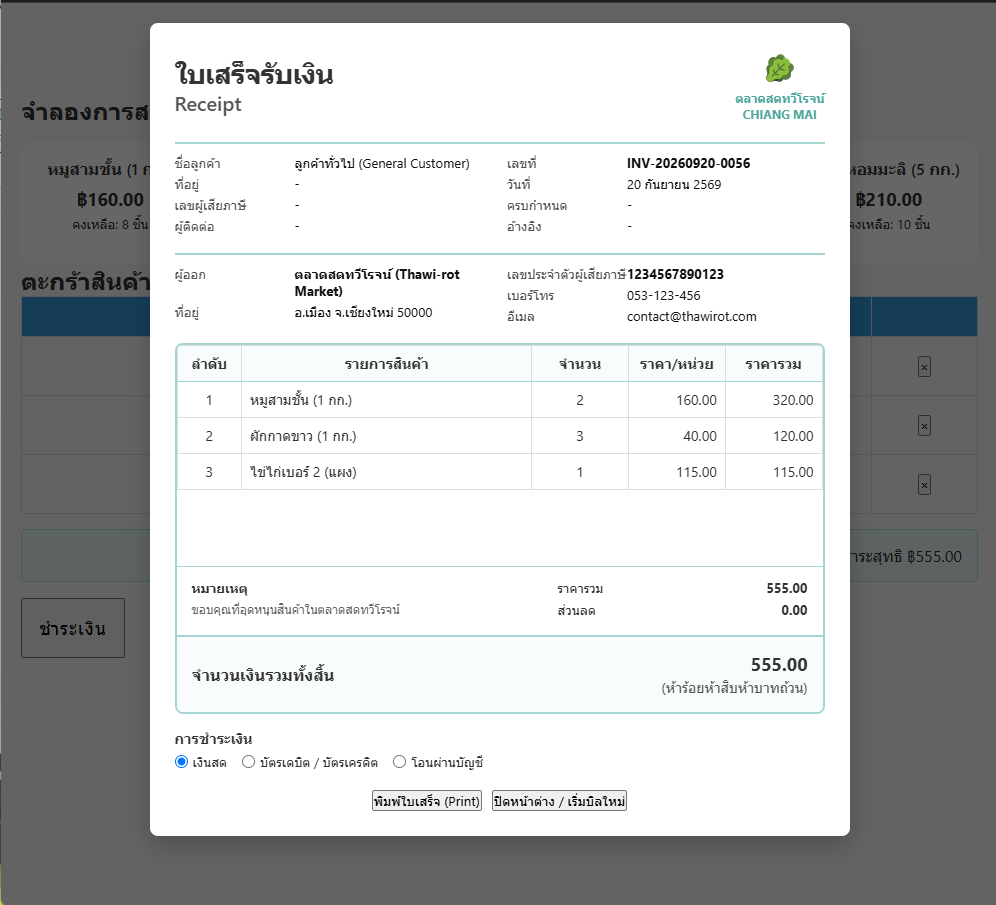 ใบเสร็จรับเงิน
Receipt
ตลาดสดทวีโรจน์
CHIANG MAI
จำลองการส
หมูสามชั้น (1 ก
฿160.00
คงเหลือ: 8 ชิ้น
หอมมะลิ (5 กก.)
฿210.00
คงเหลือ: 10 ชิ้น
ชื่อลูกค้า ลูกค้าทั่วไป (General Customer) เลขที่ INV-20260920-0056
ที่อยู่ - วันที่ 20 กันยายน 2569
เลขผู้เสียภาษี - ครบกำหนด -
ผู้ติดต่อ - อ้างอิง -
ตะกร้าสินค้า
ผู้ออก ตลาดสดทวีโรจน์ (Thawi-rot Market) เลขประจำตัวผู้เสียภาษี 1234567890123
ที่อยู่ อ.เมือง จ.เชียงใหม่ 50000 เบอร์โทร 053-123-456
อีเมล contact@thawirot.com
ลำดับ รายการสินค้า จำนวน ราคา/หน่วย ราคารวม
1 หมูสามชั้น (1 กก.) 2 160.00 320.00
2 ผักกาดขาว (1 กก.) 3 40.00 120.00
3 ไข่ไก่เบอร์ 2 (แผง) 1 115.00 115.00
×
×
×
ระสุทธิ ฿555.00
หมายเหตุ ราคารวม 555.00
ขอบคุณที่อุดหนุนสินค้าในตลาดสดทวีโรจน์ ส่วนลด 0.00
ชำระเงิน
จำนวนเงินรวมทั้งสิ้น 555.00
(ห้าร้อยห้าสิบห้าบาทถ้วน)
การชำระเงิน
เงินสด บัตรเดบิต / บัตรเครดิต โอนผ่านบัญชี
พิมพ์ใบเสร็จ (Print) ปิดหน้าต่าง / เริ่มบิลใหม่